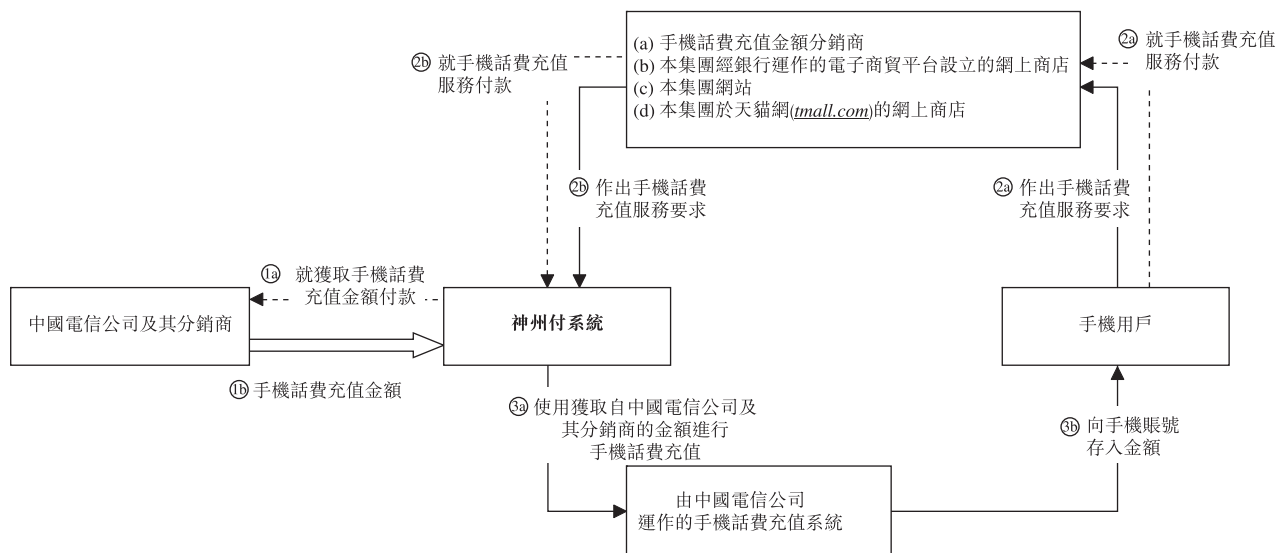 (a) 手機話費充值金額分銷商
(b) 本集團經銀行運作的電子商貿平台設立的網上商店
(c) 本集團網站
(d) 本集團於天貓網(tmall.com)的網上商店
2b 就手機話費充值
服務付款
2a 就手機話費充值
服務付款
2b 作出手機話費
充值服務要求
2a 作出手機話費
充值服務要求
1a 就獲取手機話費
充值金額付款
中國電信公司及其分銷商
神州付系統
手機用戶
1b 手機話費充值金額
3a 使用獲取自中國電信公司及
其分銷商的金額進行
手機話費充值
3b 向手機賬號
存入金額
由中國電信公司
運作的手機話費充值系統